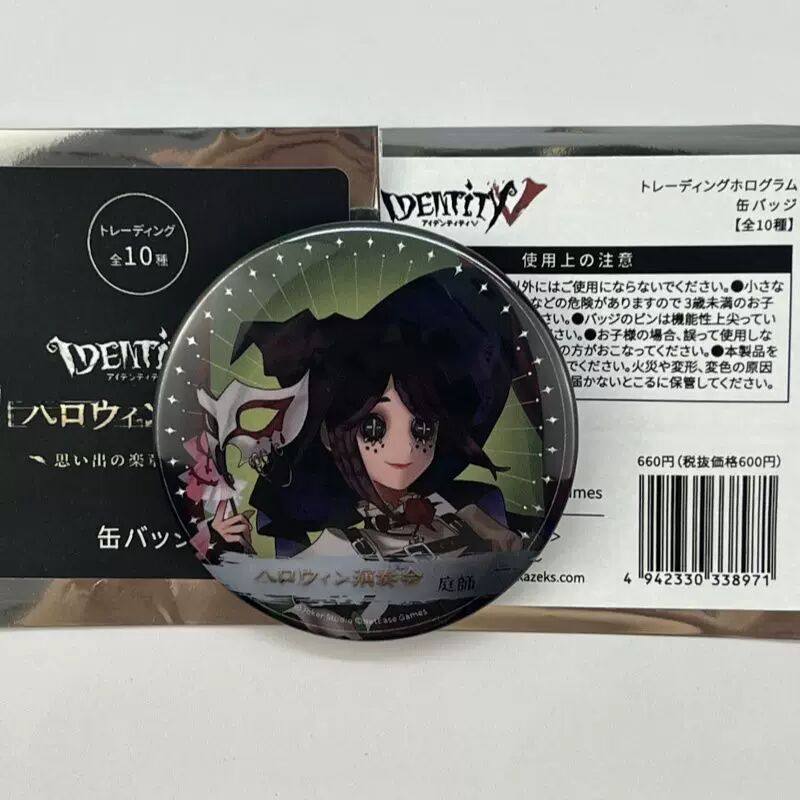 トレーディング
全10種
IDENTI
アイデンティテ
ハロウィン
思い出の楽
缶バッ
ハロウィン演奏会 庭師
©Joker Studio ©NetEase Games
IDENTITY V
アイデンティティV
トレーディングホログラム
缶バッジ
【全10種】
使用上の注意
以外にはご使用にならないでください。●小さな
などの危険がありますので3歳未満のお子
さい。●バッジのピンは機能性上尖ってい
ださい。●お子様の場合、誤って使用しな
の方がおこなってください。●本製品を
でください。火災や変形、変色の原因
届かないところに保管してください。
660円(税抜価格600円)
ames
kazeks.com
4 942330 338971